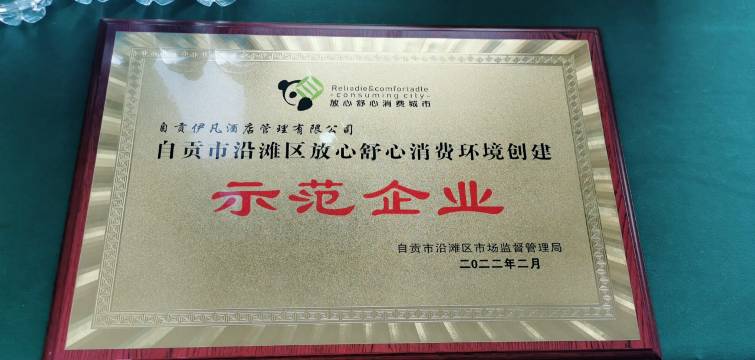 Reliadle&comfortadle
consuming city
放心舒心消费城市
自贡伊凡酒店管理有限公司
自贡市沿滩区放心舒心消费环境创建
示范企业
自贡市沿滩区市场监督管理局
二〇二二年二月